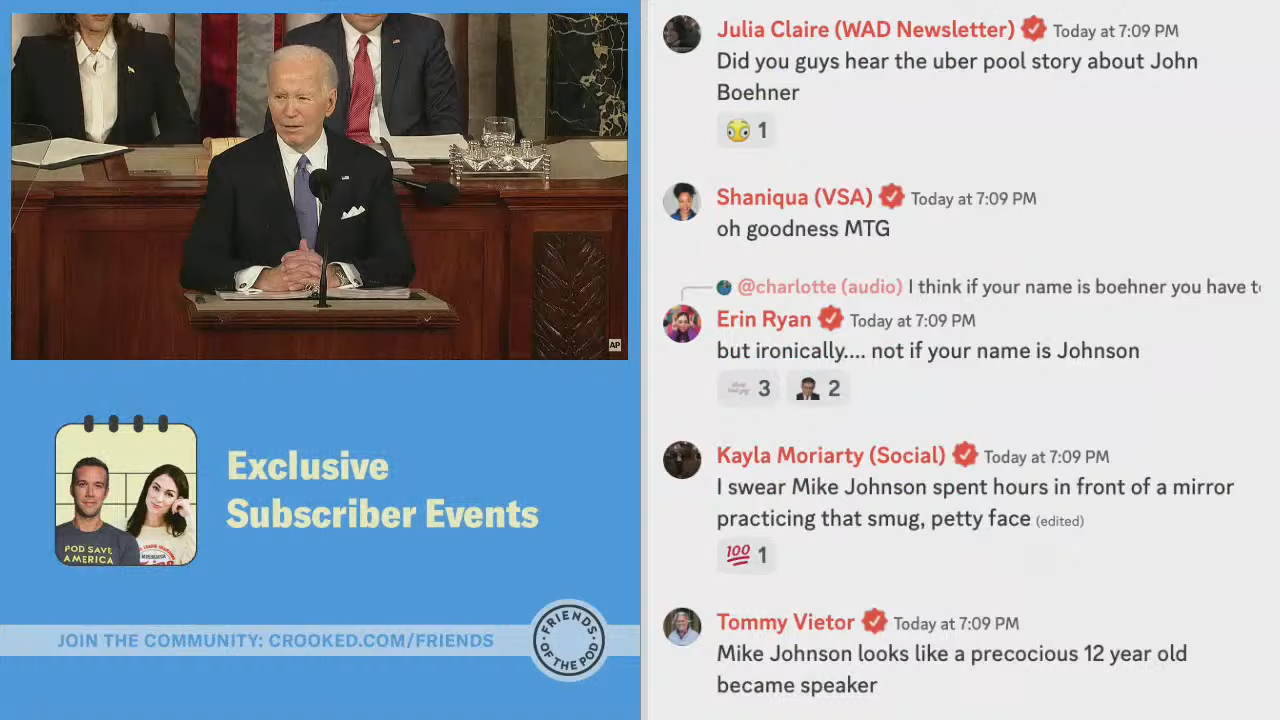 AP
Exclusive
Subscriber Events
POD SAVE
AMERICA
JOIN THE COMMUNITY: CROOKED.COM/FRIENDS
FRIENDS
OF THE POD
Julia Claire (WAD Newsletter) Today at 7:09 PM
Did you guys hear the uber pool story about John
Boehner
1
Shaniqua (VSA) Today at 7:09 PM
oh goodness MTG
@charlotte (audio) I think if your name is boehner you have
Erin Ryan Today at 7:09 PM
but ironically.... not if your name is Johnson
3 2
Kayla Moriarty (Social) Today at 7:09 PM
I swear Mike Johnson spent hours in front of a mirror
practicing that smug, petty face (edited)
100 1
Tommy Vietor Today at 7:09 PM
Mike Johnson looks like a precocious 12 year old
became speaker